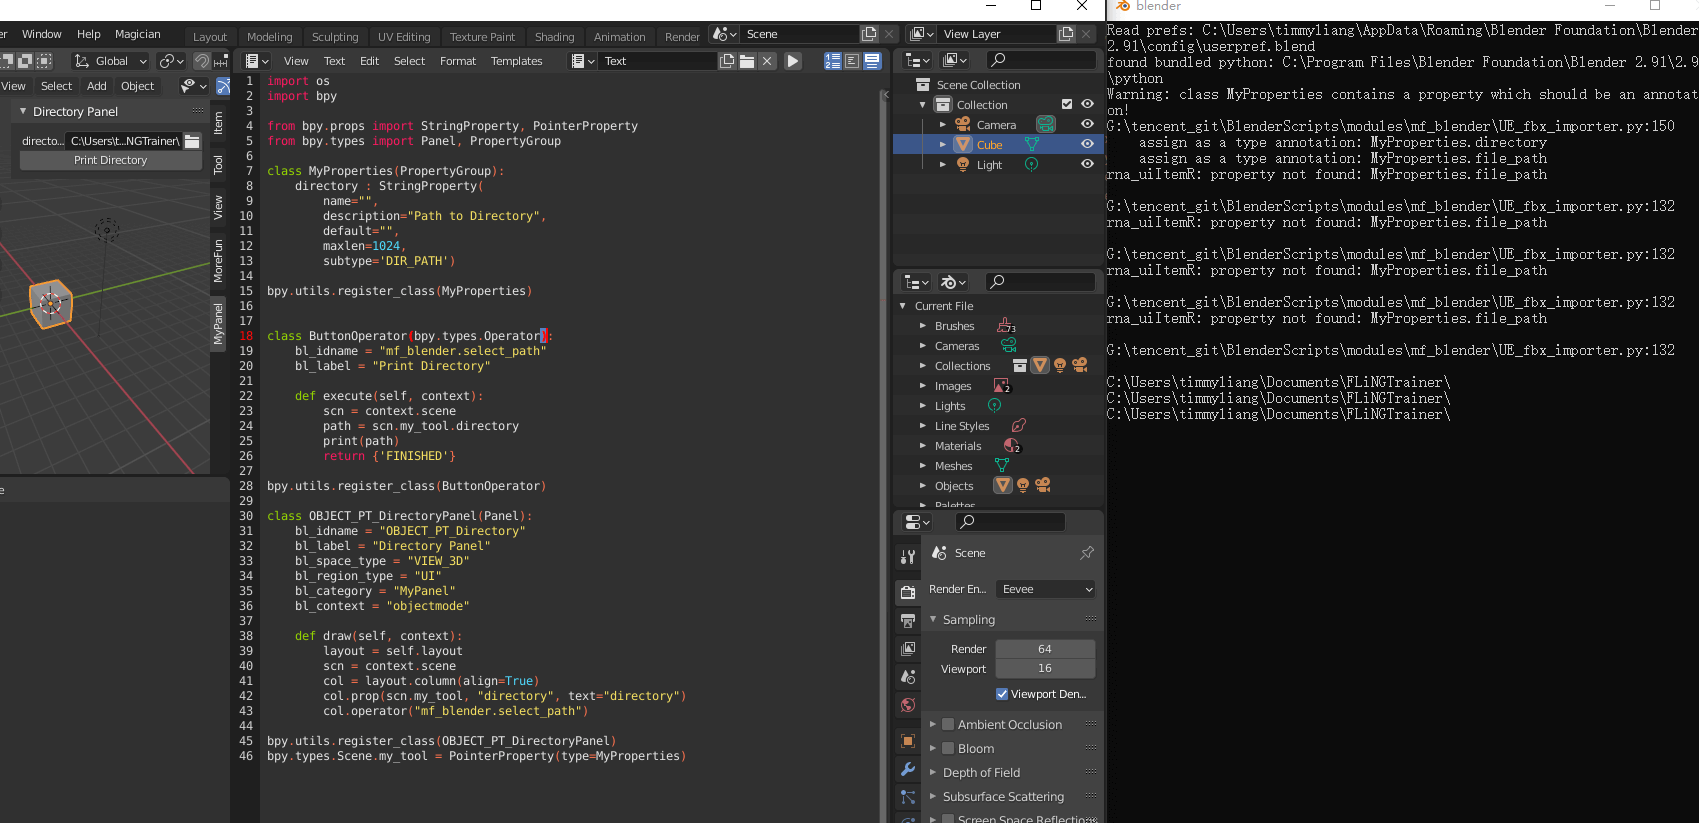 er Window Help Magician Layout Modeling Sculpting UV Editing Texture Paint Shading Animation Render Scene View Layer
Global
View Select Add Object
Directory Panel
directo... C:\Users\t...NGTrainer\
Print Directory
Item
Tool
View
MoreFun
MyPanel
e
View Text Edit Select Format Templates Text
1 import os
2 import bpy
3
4 from bpy.props import StringProperty, PointerProperty
5 from bpy.types import Panel, PropertyGroup
6
7 class MyProperties(PropertyGroup):
8     directory : StringProperty(
9         name="",
10         description="Path to Directory",
11         default="",
12         maxlen=1024,
13         subtype='DIR_PATH')
14
15 bpy.utils.register_class(MyProperties)
16
17
18 class ButtonOperator(bpy.types.Operator):
19     bl_idname = "mf_blender.select_path"
20     bl_label = "Print Directory"
21
22     def execute(self, context):
23         scn = context.scene
24         path = scn.my_tool.directory
25         print(path)
26         return {'FINISHED'}
27
28 bpy.utils.register_class(ButtonOperator)
29
30 class OBJECT_PT_DirectoryPanel(Panel):
31     bl_idname = "OBJECT_PT_Directory"
32     bl_label = "Directory Panel"
33     bl_space_type = "VIEW_3D"
34     bl_region_type = "UI"
35     bl_category = "MyPanel"
36     bl_context = "objectmode"
37
38     def draw(self, context):
39         layout = self.layout
40         scn = context.scene
41         col = layout.column(align=True)
42         col.prop(scn.my_tool, "directory", text="directory")
43         col.operator("mf_blender.select_path")
44
45 bpy.utils.register_class(OBJECT_PT_DirectoryPanel)
46 bpy.types.Scene.my_tool = PointerProperty(type=MyProperties)
Scene Collection
Collection
Camera
Cube
Light
Current File
Brushes 73
Cameras
Collections
Images 2
Lights
Line Styles
Materials 2
Meshes
Objects
Palettes
Scene
Render En... Eevee
Sampling
Render 64
Viewport 16
Viewport Den...
Ambient Occlusion
Bloom
Depth of Field
Subsurface Scattering
Screen Space Reflections
blender
Read prefs: C:\Users\timmyliang\AppData\Roaming\Blender Foundation\Blender
2.91\config\userpref.blend
found bundled python: C:\Program Files\Blender Foundation\Blender 2.91\2.9
\python
Warning: class MyProperties contains a property which should be an annotat
on!
G:\tencent_git\BlenderScripts\modules\mf_blender\UE_fbx_importer.py:150
    assign as a type annotation: MyProperties.directory
    assign as a type annotation: MyProperties.file_path
rna_uiItemR: property not found: MyProperties.file_path
G:\tencent_git\BlenderScripts\modules\mf_blender\UE_fbx_importer.py:132
rna_uiItemR: property not found: MyProperties.file_path
G:\tencent_git\BlenderScripts\modules\mf_blender\UE_fbx_importer.py:132
rna_uiItemR: property not found: MyProperties.file_path
G:\tencent_git\BlenderScripts\modules\mf_blender\UE_fbx_importer.py:132
rna_uiItemR: property not found: MyProperties.file_path
G:\tencent_git\BlenderScripts\modules\mf_blender\UE_fbx_importer.py:132
C:\Users\timmyliang\Documents\FLiNGTrainer\
C:\Users\timmyliang\Documents\FLiNGTrainer\
C:\Users\timmyliang\Documents\FLiNGTrainer\